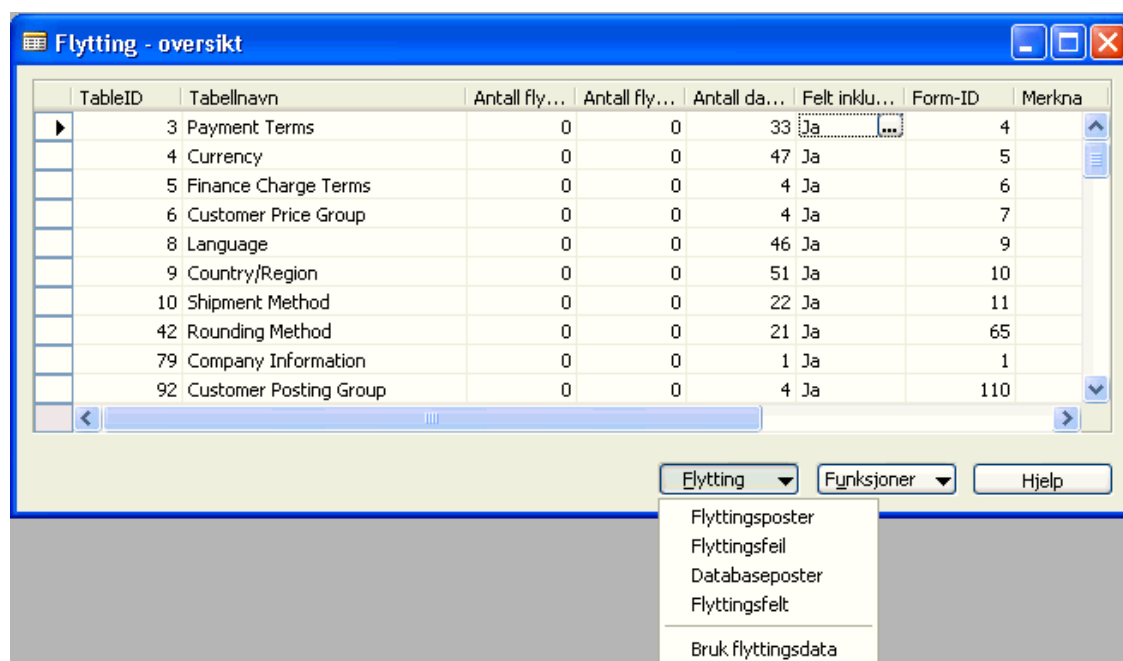 Flytting - oversikt
TableID Tabellnavn Antall fly... Antall fly... Antall da... Felt inklu... Form-ID Merkna
3 Payment Terms 0 0 33 Ja ... 4
4 Currency 0 0 47 Ja 5
5 Finance Charge Terms 0 0 4 Ja 6
6 Customer Price Group 0 0 4 Ja 7
8 Language 0 0 46 Ja 9
9 Country/Region 0 0 51 Ja 10
10 Shipment Method 0 0 22 Ja 11
42 Rounding Method 0 0 21 Ja 65
79 Company Information 0 0 1 Ja 1
92 Customer Posting Group 0 0 4 Ja 110
Flytting Funksjoner Hjelp
Flyttingsposter
Flyttingsfeil
Databaseposter
Flyttingsfelt
Bruk flyttingsdata